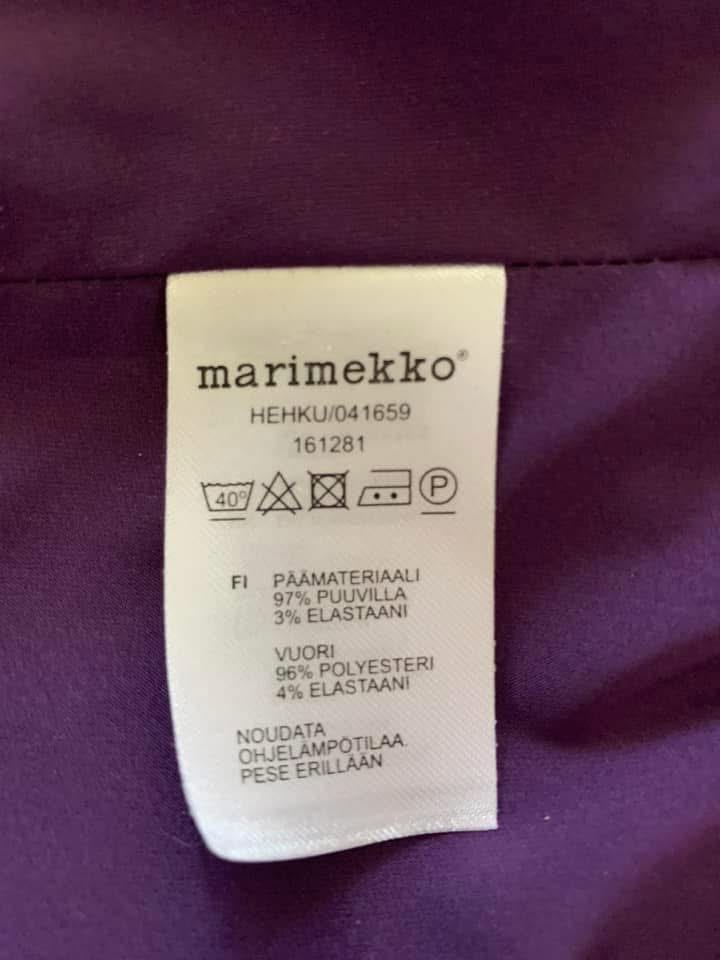 marimekko®
HEHKU/041659
161281
40° P
FI PÄÄMATERIAALI
97% PUUVILLA
3% ELASTAANI
VUORI
96% POLYESTERI
4% ELASTAANI
NOUDATA
OHJELÄMPÖTILAA.
PESE ERILLÄÄN